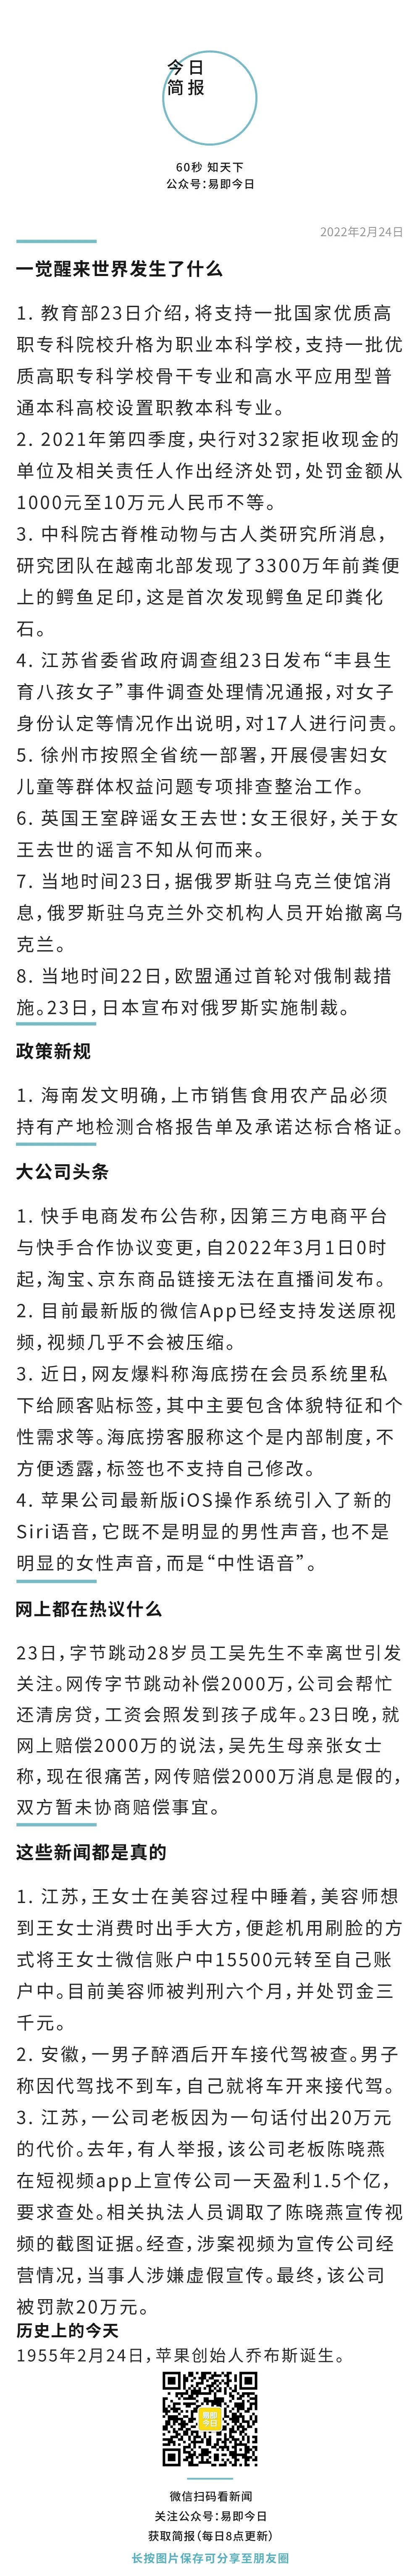 今日
简报
60秒 知天下
公众号：易即今日
2022年2月24日
一觉醒来世界发生了什么
1. 教育部23日介绍，将支持一批国家优质高
职专科院校升格为职业本科学校，支持一批优
质高职专科学校骨干专业和高水平应用型普
通本科高校设置职教本科专业。
2. 2021年第四季度，央行对32家拒收现金的
单位及相关责任人作出经济处罚，处罚金额从
1000元至10万元人民币不等。
3. 中科院古脊椎动物与古人类研究所消息，
研究团队在越南北部发现了3300万年前粪便
上的鳄鱼足印，这是首次发现鳄鱼足印粪化
石。
4. 江苏省委省政府调查组23日发布“丰县生
育八孩女子”事件调查处理情况通报，对女子
身份认定等情况作出说明，对17人进行问责。
5. 徐州市按照全省统一部署，开展侵害妇女
儿童等群体权益问题专项排查整治工作。
6. 英国王室辟谣女王去世：女王很好，关于女
王去世的谣言不知从何而来。
7. 当地时间23日，据俄罗斯驻乌克兰使馆消
息，俄罗斯驻乌克兰外交机构人员开始撤离乌
克兰。
8. 当地时间22日，欧盟通过首轮对俄制裁措
施。23日，日本宣布对俄罗斯实施制裁。
政策新规
1. 海南发文明确，上市销售食用农产品必须
持有产地检测合格报告单及承诺达标合格证。
大公司头条
1. 快手电商发布公告称，因第三方电商平台
与快手合作协议变更，自2022年3月1日0时
起，淘宝、京东商品链接无法在直播间发布。
2. 目前最新版的微信App已经支持发送原视
频，视频几乎不会被压缩。
3. 近日，网友爆料称海底捞在会员系统里私
下给顾客贴标签，其中主要包含体貌特征和个
性需求等。海底捞客服称这个是内部制度，不
方便透露，标签也不支持自己修改。
4. 苹果公司最新版iOS操作系统引入了新的
Siri语音，它既不是明显的男性声音，也不是
明显的女性声音，而是“中性语音”。
网上都在热议什么
23日，字节跳动28岁员工吴先生不幸离世引发
关注。网传字节跳动补偿2000万，公司会帮忙
还清房贷，工资会照发到孩子成年。23日晚，就
网上赔偿2000万的说法，吴先生母亲张女士
称，现在很痛苦，网传赔偿2000万消息是假的，
双方暂未协商赔偿事宜。
这些新闻都是真的
1. 江苏，王女士在美容过程中睡着，美容师想
到王女士消费时出手大方，便趁机用刷脸的方
式将王女士微信账户中15500元转至自己账
户中。目前美容师被判刑六个月，并处罚金三
千元。
2. 安徽，一男子醉酒后开车接代驾被查。男子
称因代驾找不到车，自己就将车开来接代驾。
3. 江苏，一公司老板因为一句话付出20万元
的代价。去年，有人举报，该公司老板陈晓燕
在短视频app上宣传公司一天盈利1.5个亿，
要求查处。相关执法人员调取了陈晓燕宣传视
频的截图证据。经查，涉案视频为宣传公司经
营情况，当事人涉嫌虚假宣传。最终，该公司
被罚款20万元。
历史上的今天
1955年2月24日，苹果创始人乔布斯诞生。
易即
今日
微信扫码看新闻
关注公众号：易即今日
获取简报（每日8点更新）
长按图片保存可分享至朋友圈